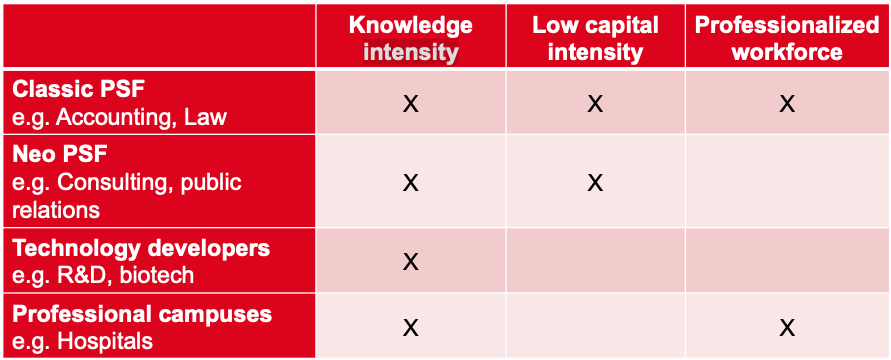 Knowledge intensity
Low capital intensity
Professionalized workforce
Classic PSF
e.g. Accounting, Law
X
X
X
Neo PSF
e.g. Consulting, public
relations
X
X
Technology developers
e.g. R&D, biotech
X
Professional campuses
e.g. Hospitals
X
X